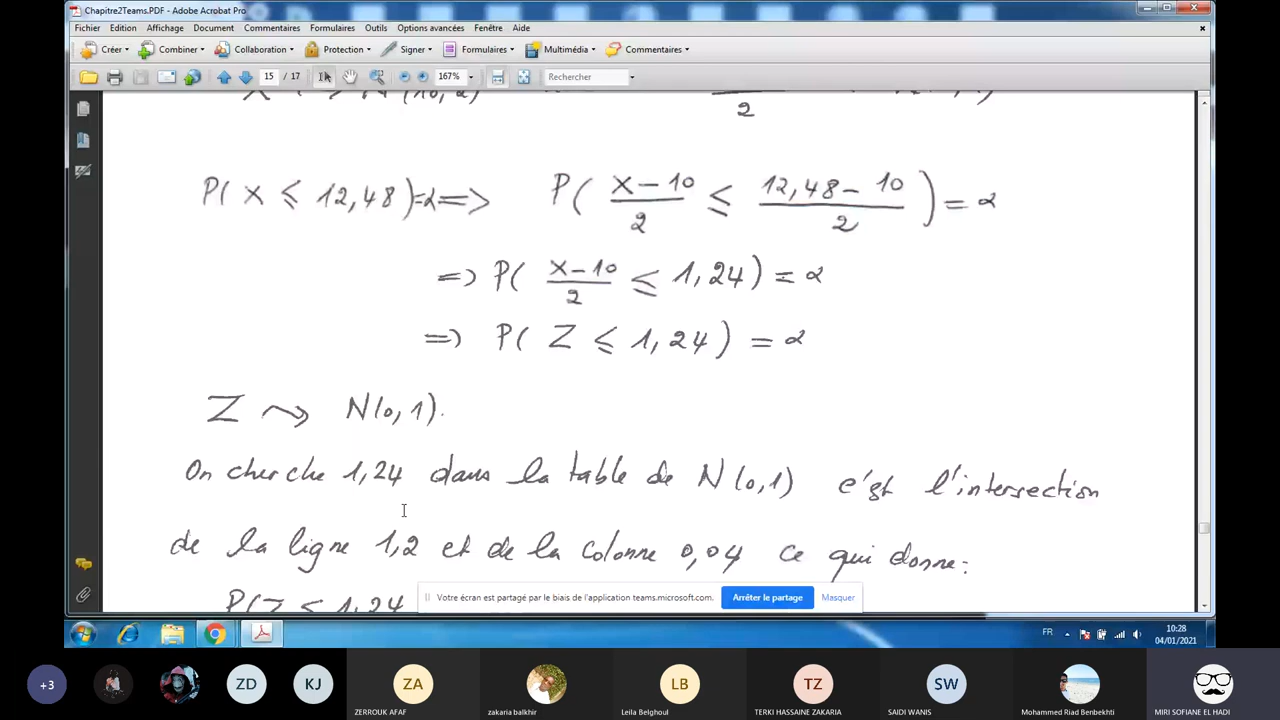 Chapitre2Teams.PDF - Adobe Acrobat Pro
Fichier Edition Affichage Document Commentaires Formulaires Outils Options avancées Fenêtre Aide
Créer Combiner Collaboration Protection Signer Formulaires Multimédia Commentaires
15 / 17 167% Rechercher
2
P( X ⩽ 12,48)=α=> P( X-10/2 ⩽ 12,48-10/2 ) = α
=> P( X-10/2 ⩽ 1,24) = α
=> P( Z ⩽ 1,24) = α
Z ⤳ N(0,1).
On cherche 1,24 dans la table de N(0,1) c'est l'intersection
de la ligne 1,2 et de la colonne 0,04 ce qui donne:
P(Z ⩽ 1,24
Votre écran est partagé par le biais de l'application teams.microsoft.com. Arrêter le partage Masquer
FR 10:28
04/01/2021
+3 ZD KJ ZA LB TZ SW
ZERROUK AFAF zakaria balkhir Leila Belghoul TERKI HASSAINE ZAKARIA SAIDI WANIS Mohammed Riad Benbekhti MIRI SOFIANE EL HADI